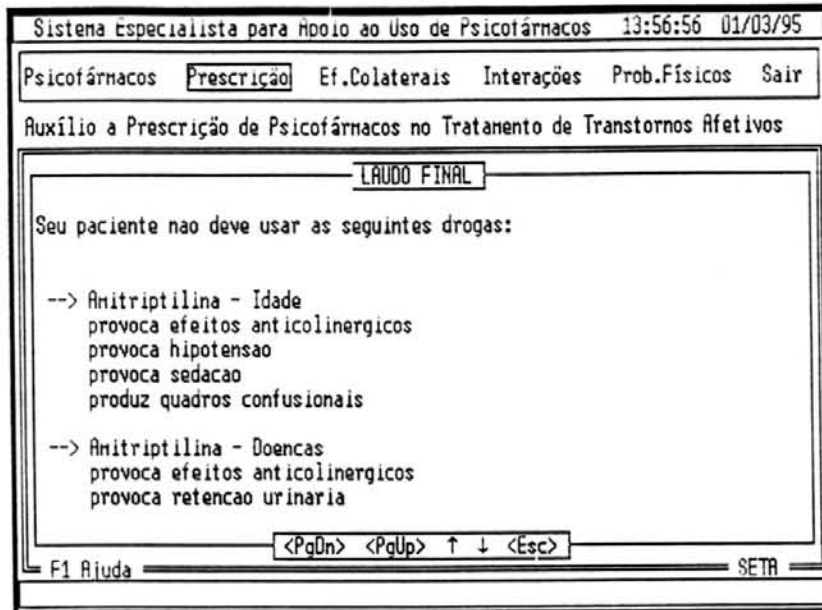 Sistema Especialista para Apoio ao Uso de Psicofármacos 13:56:56 01/03/95
Psicofármacos Prescrição Ef.Colaterais Interações Prob.Físicos Sair
Auxílio a Prescrição de Psicofármacos no Tratamento de Transtornos Afetivos
LAUDO FINAL
Seu paciente nao deve usar as seguintes drogas:
--> Amitriptilina - Idade
provoca efeitos anticolinergicos
provoca hipotensao
provoca sedacao
produz quadros confusionais
--> Amitriptilina - Doencas
provoca efeitos anticolinergicos
provoca retencao urinaria
<PgDn> <PgUp> ↑ ↓ <Esc>
F1 Ajuda SETA